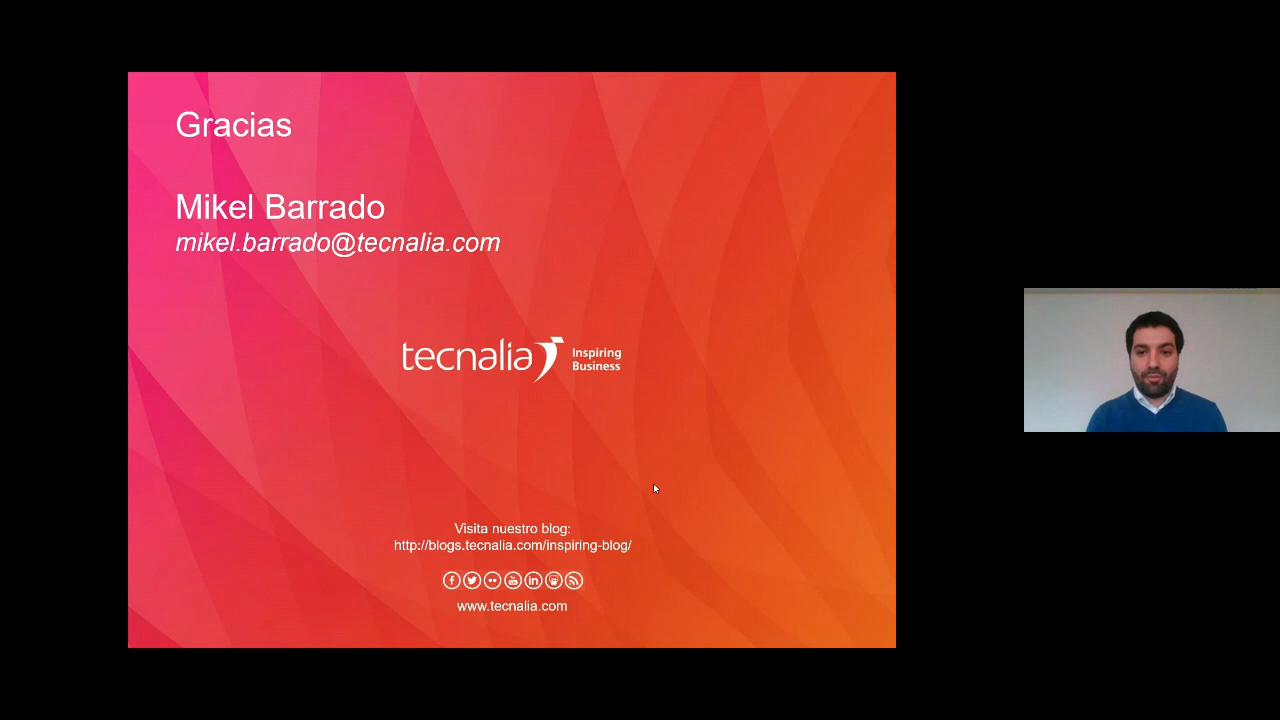 Gracias
Mikel Barrado
mikel.barrado@tecnalia.com
tecnalia Inspiring
Business
Visita nuestro blog:
http://blogs.tecnalia.com/inspiring-blog/
www.tecnalia.com